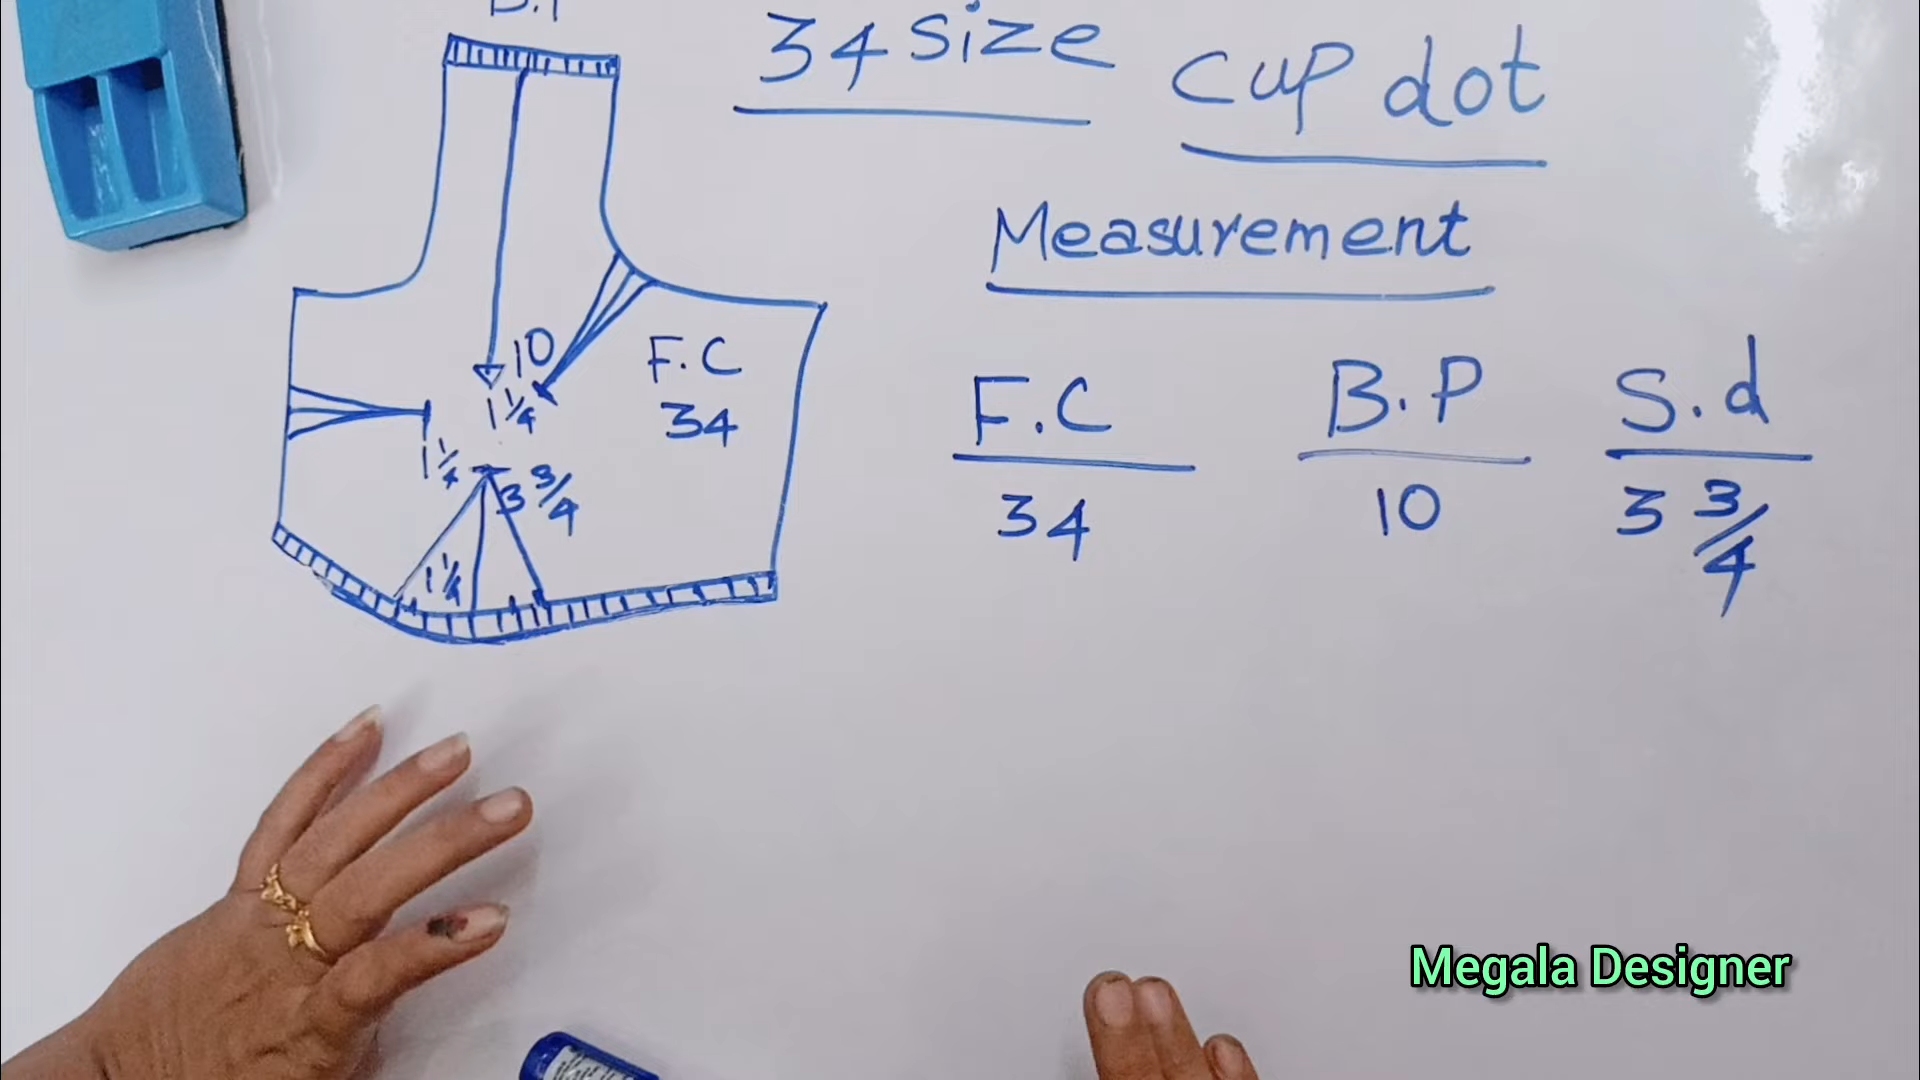 B.P
34 size
cup dot
Measurement
F.C
34
B.P
10
S.d
3 3/4
10
1 1/4
F.C
34
1 1/4
3 3/4
1 1/4
Megala Designer